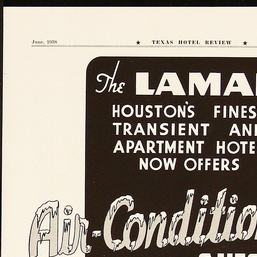 June, 1938 ★ TEXAS HOTEL REVIEW ★
The LAMA
HOUSTON'S FINES
TRANSIENT AN
APARTMENT HOTE
NOW OFFERS
Air-Conditio